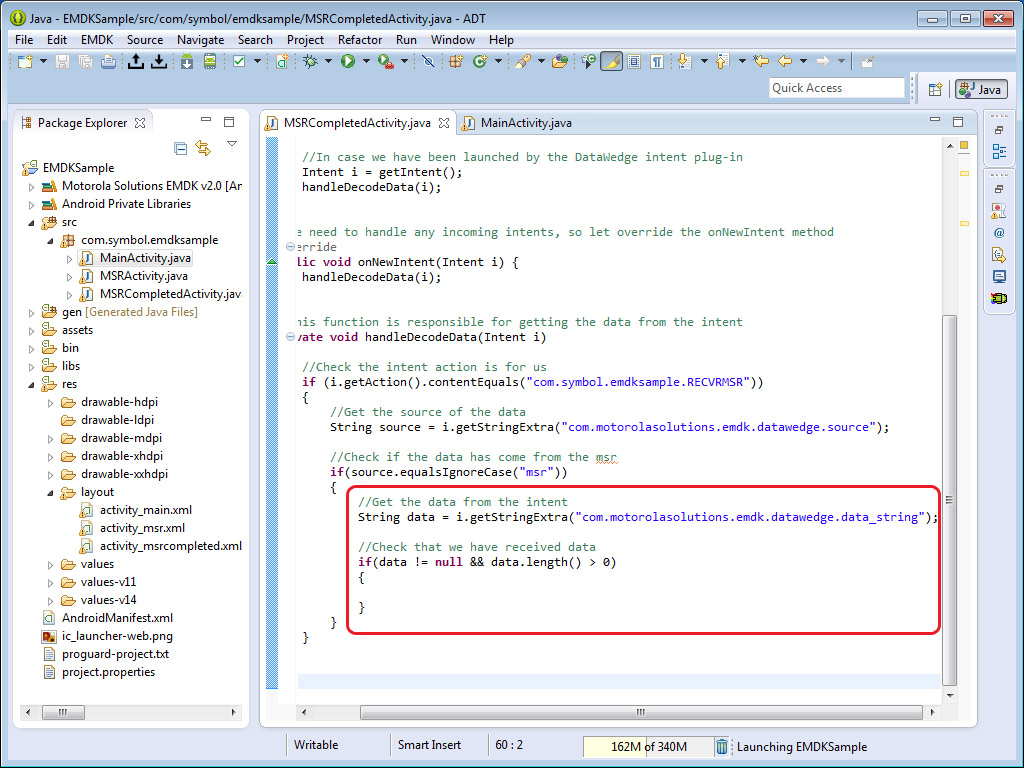 Java - EMDKSample/src/com/symbol/emdksample/MSRCompletedActivity.java - ADT
File Edit EMDK Source Navigate Search Project Refactor Run Window Help
Quick Access
Java
Package Explorer
MSRCompletedActivity.java
MainActivity.java
EMDKSample
Motorola Solutions EMDK v2.0 [Ar
Android Private Libraries
src
com.symbol.emdksample
MainActivity.java
MSRActivity.java
MSRCompletedActivity.java
gen [Generated Java Files]
assets
bin
libs
res
drawable-hdpi
drawable-ldpi
drawable-mdpi
drawable-xhdpi
drawable-xxhdpi
layout
activity_main.xml
activity_msr.xml
activity_msrcompleted.xml
values
values-v11
values-v14
AndroidManifest.xml
ic_launcher-web.png
proguard-project.txt
project.properties
//In case we have been launched by the DataWedge intent plug-in
Intent i = getIntent();
handleDecodeData(i);
e need to handle any incoming intents, so let override the onNewIntent method
erride
lic void onNewIntent(Intent i) {
handleDecodeData(i);
his function is responsible for getting the data from the intent
vate void handleDecodeData(Intent i)
//Check the intent action is for us
if (i.getAction().contentEquals("com.symbol.emdksample.RECVRMSR"))
{
//Get the source of the data
String source = i.getStringExtra("com.motorolasolutions.emdk.datawedge.source");
//Check if the data has come from the msr
if(source.equalsIgnoreCase("msr"))
{
//Get the data from the intent
String data = i.getStringExtra("com.motorolasolutions.emdk.datawedge.data_string");
//Check that we have received data
if(data != null && data.length() > 0)
{
}
}
}
Writable
Smart Insert
60 : 2
162M of 340M
Launching EMDKSample